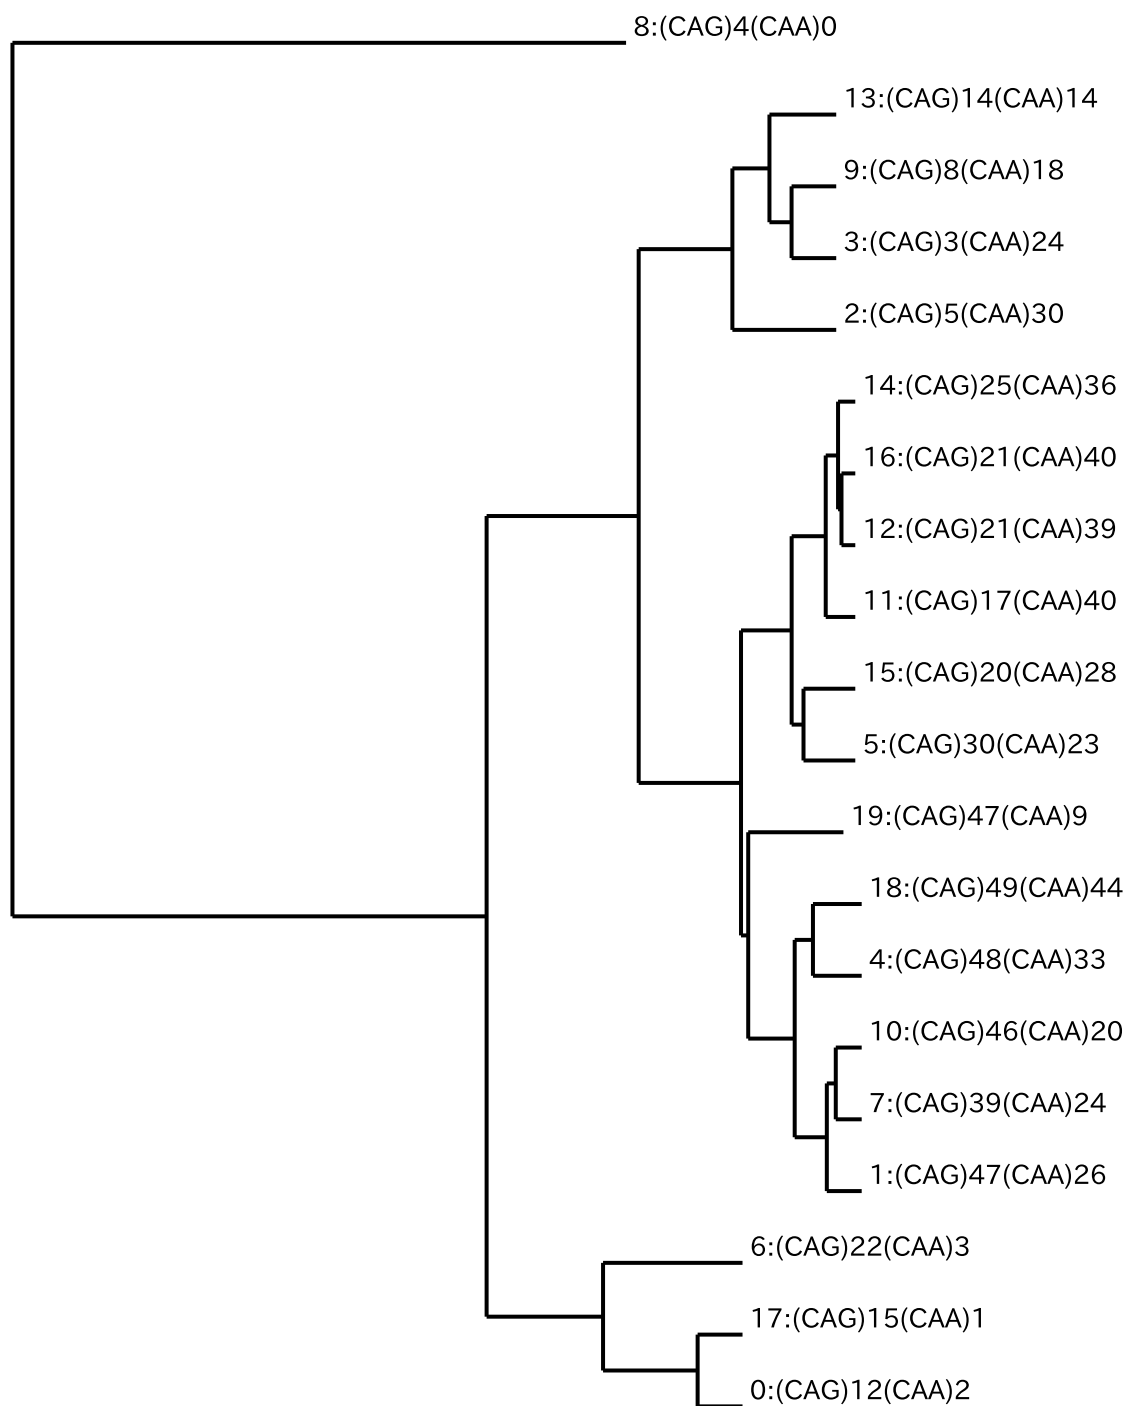 8:(CAG)4(CAA)0
13:(CAG)14(CAA)14
9:(CAG)8(CAA)18
3:(CAG)3(CAA)24
2:(CAG)5(CAA)30
14:(CAG)25(CAA)36
16:(CAG)21(CAA)40
12:(CAG)21(CAA)39
11:(CAG)17(CAA)40
15:(CAG)20(CAA)28
5:(CAG)30(CAA)23
19:(CAG)47(CAA)9
18:(CAG)49(CAA)44
4:(CAG)48(CAA)33
10:(CAG)46(CAA)20
7:(CAG)39(CAA)24
1:(CAG)47(CAA)26
6:(CAG)22(CAA)3
17:(CAG)15(CAA)1
0:(CAG)12(CAA)2